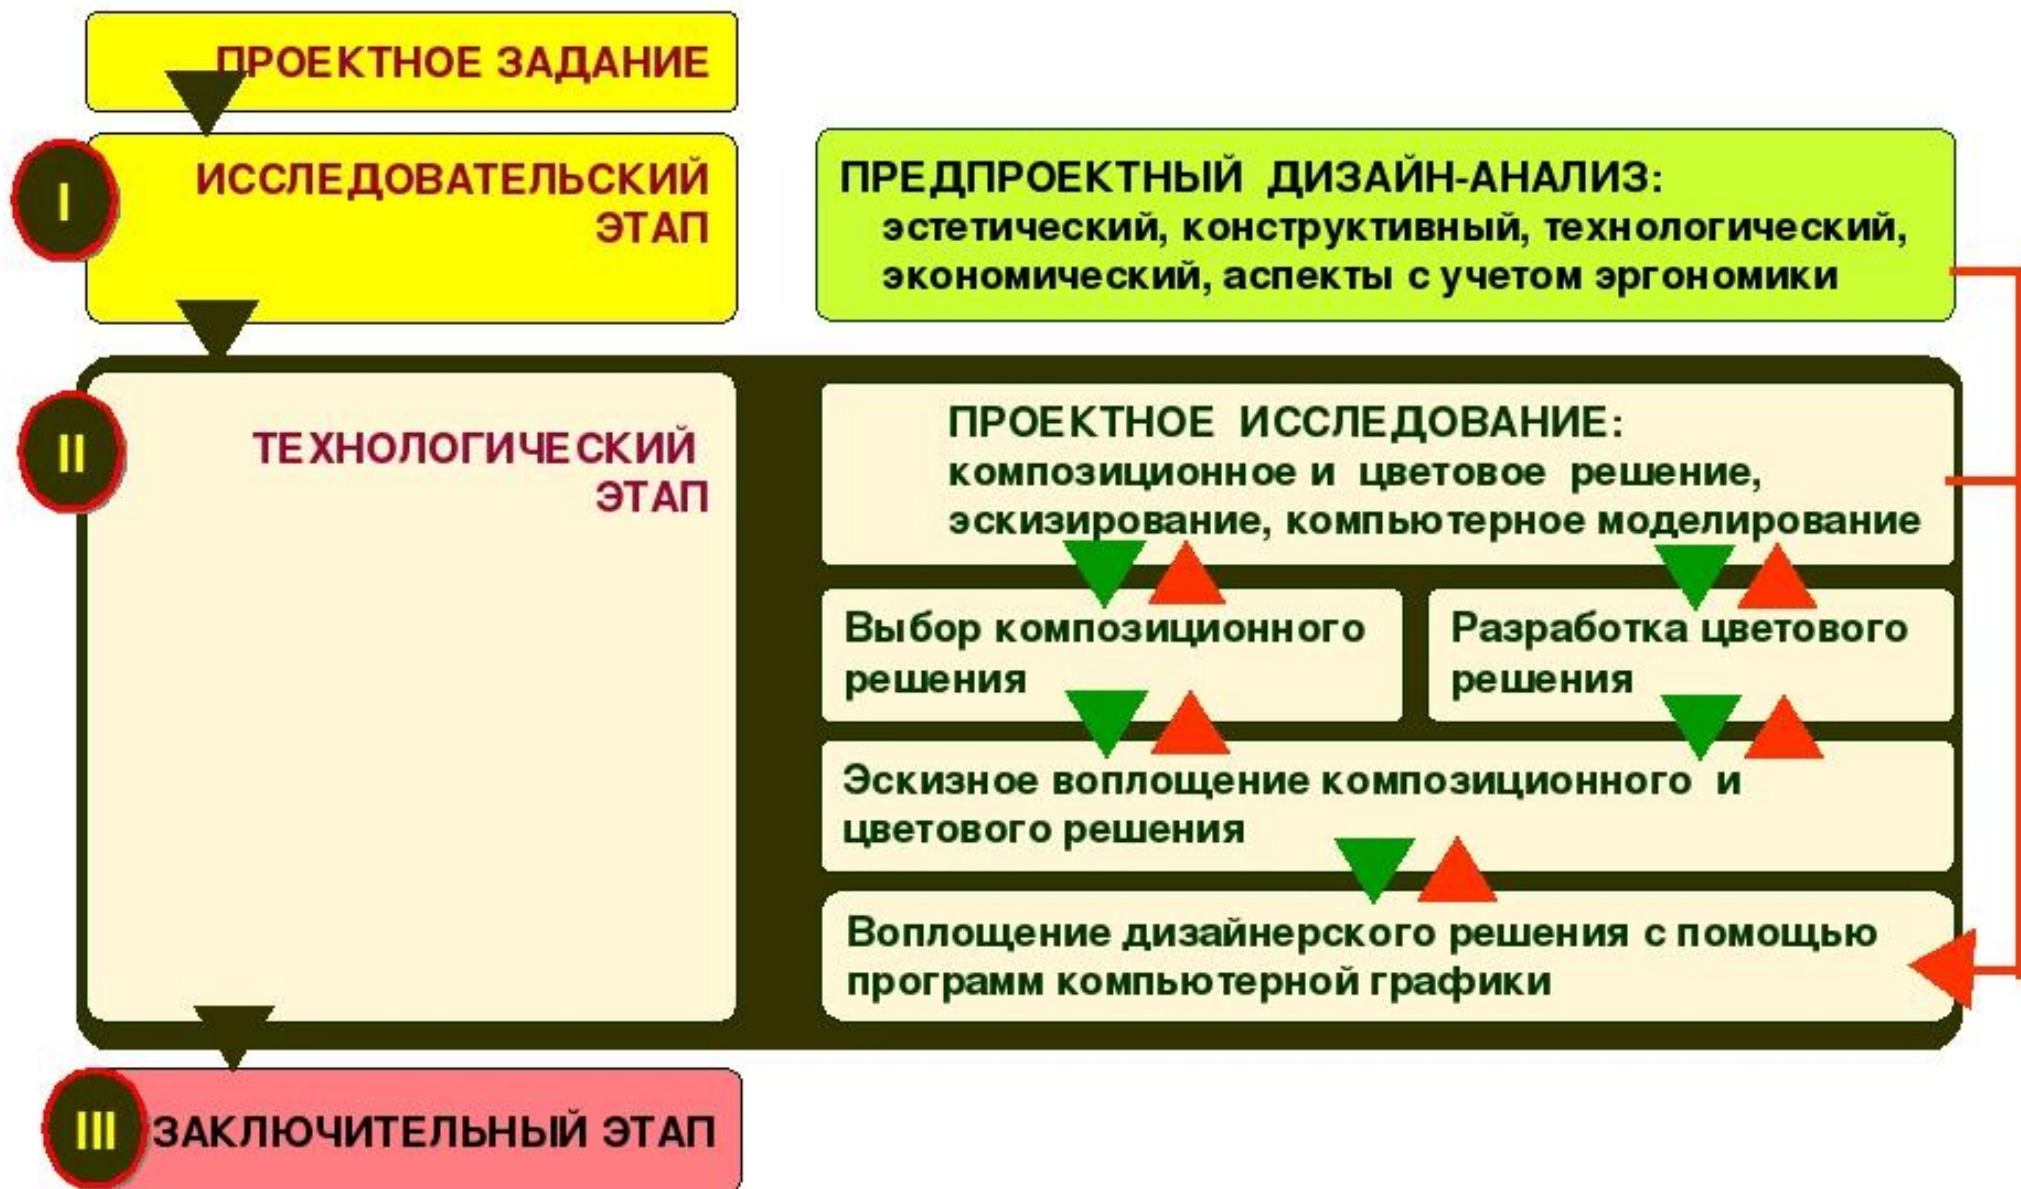 ПРОЕКТНОЕ ЗАДАНИЕ
I
ИССЛЕДОВАТЕЛЬСКИЙ
ЭТАП
ПРЕДПРОЕКТНЫЙ ДИЗАЙН-АНАЛИЗ:
эстетический, конструктивный, технологический,
экономический, аспекты с учетом эргономики
II
ТЕХНОЛОГИЧЕСКИЙ
ЭТАП
ПРОЕКТНОЕ ИССЛЕДОВАНИЕ:
композиционное и цветовое решение,
эскизирование, компьютерное моделирование
Выбор композиционного
решения
Разработка цветового
решения
Эскизное воплощение композиционного и
цветового решения
Воплощение дизайнерского решения с помощью
программ компьютерной графики
III
ЗАКЛЮЧИТЕЛЬНЫЙ ЭТАП